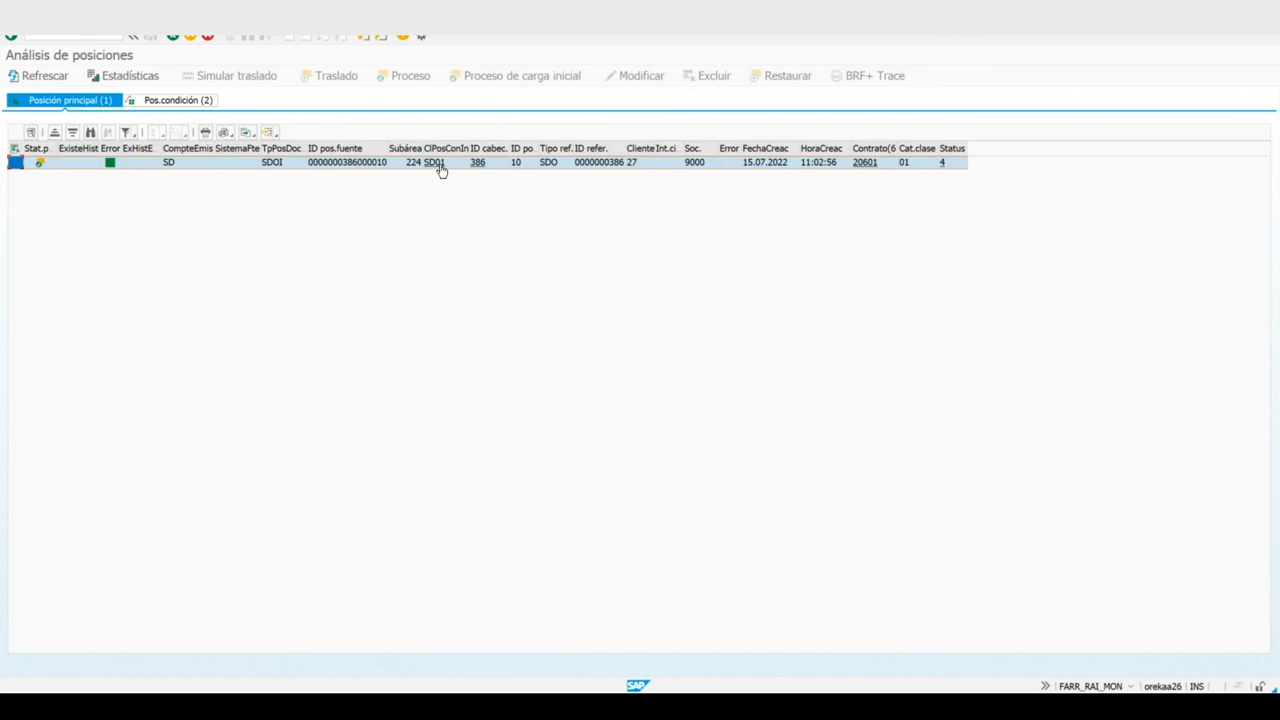 Análisis de posiciones
Refrescar Estadísticas Simular traslado Traslado Proceso Proceso de carga inicial Modificar Excluir Restaurar BRF+ Trace
Posición principal (1) Pos.condición (2)
Stat.p ExisteHist Error ExHistE CompteEmis SistemaFte TpPosDoc ID pos.fuente Subárea ClPosConIn ID cabec. ID po Tipo ref. ID refer. Cliente Int.ci Soc. Error FechaCreac HoraCreac Contrato(6 Cat.clase Status
SD SDOI 0000000386000010 224 SD01 386 10 SDO 0000000386 27 9000 15.07.2022 11:02:56 20601 01 4
SAP FARR_RAI_MON orekaa26 INS